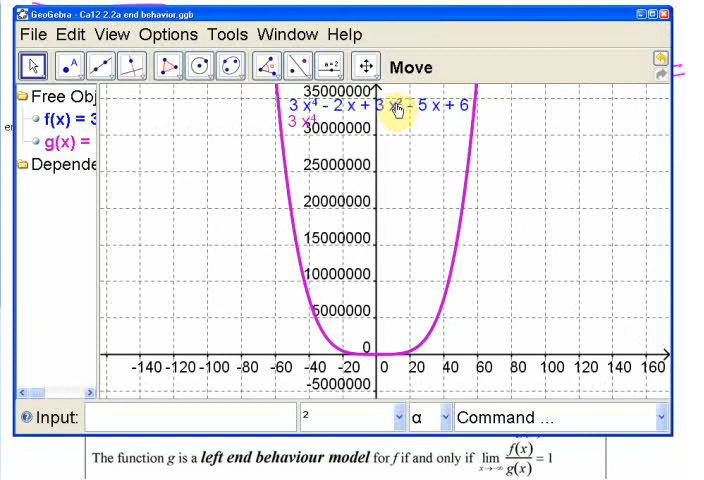 GeoGebra - Ca12 2.2a end behavior.ggb
File Edit View Options Tools Window Help
A a=2 Move
Free Obj
f(x) = 3
g(x) =
Depende
3 x⁴ - 2 x + 3 x² - 5 x + 6
3 x⁴
35000000
30000000
25000000
20000000
15000000
10000000
5000000
0
-5000000
-140 -120 -100 -80 -60 -40 -20 0 20 40 60 80 100 120 140 160
Input: ² α Command ...
The function g is a left end behaviour model for f if and only if lim x→-∞ f(x)/g(x) = 1